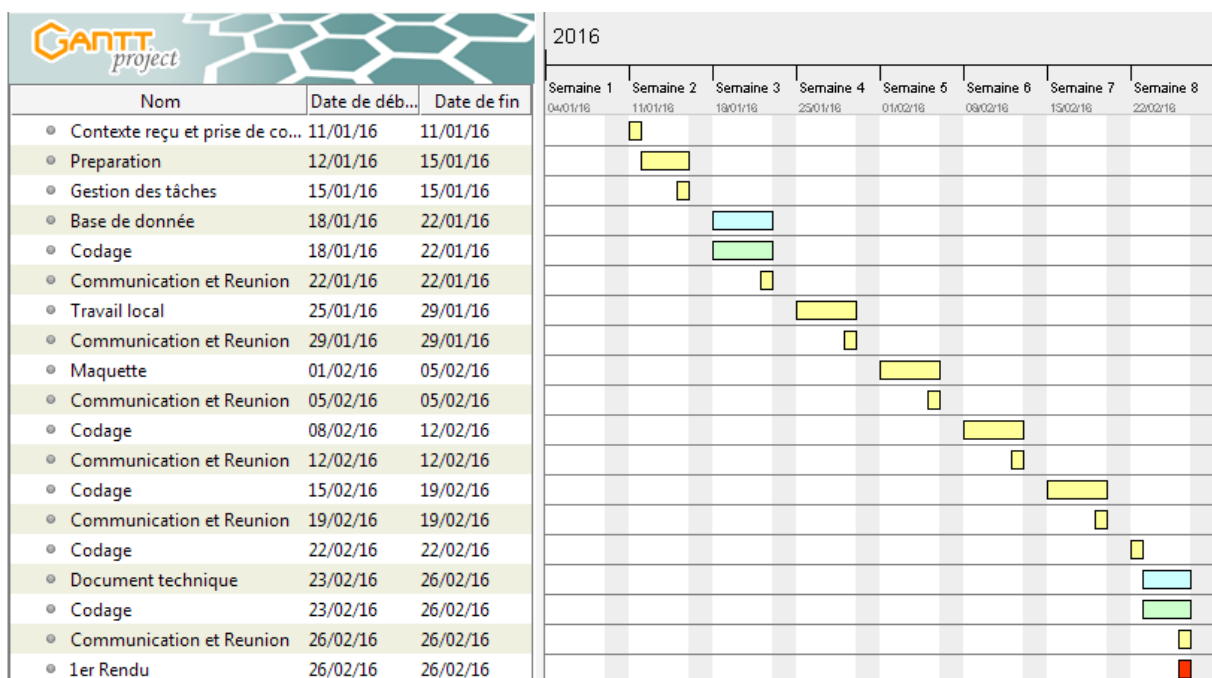 GANTT
project
2016
Semaine 1 Semaine 2 Semaine 3 Semaine 4 Semaine 5 Semaine 6 Semaine 7 Semaine 8
04/01/16 11/01/16 18/01/16 25/01/16 01/02/16 08/02/16 15/02/16 22/02/16
Nom Date de déb... Date de fin
Contexte reçu et prise de co... 11/01/16 11/01/16
Preparation 12/01/16 15/01/16
Gestion des tâches 15/01/16 15/01/16
Base de donnée 18/01/16 22/01/16
Codage 18/01/16 22/01/16
Communication et Reunion 22/01/16 22/01/16
Travail local 25/01/16 29/01/16
Communication et Reunion 29/01/16 29/01/16
Maquette 01/02/16 05/02/16
Communication et Reunion 05/02/16 05/02/16
Codage 08/02/16 12/02/16
Communication et Reunion 12/02/16 12/02/16
Codage 15/02/16 19/02/16
Communication et Reunion 19/02/16 19/02/16
Codage 22/02/16 22/02/16
Document technique 23/02/16 26/02/16
Codage 23/02/16 26/02/16
Communication et Reunion 26/02/16 26/02/16
1er Rendu 26/02/16 26/02/16